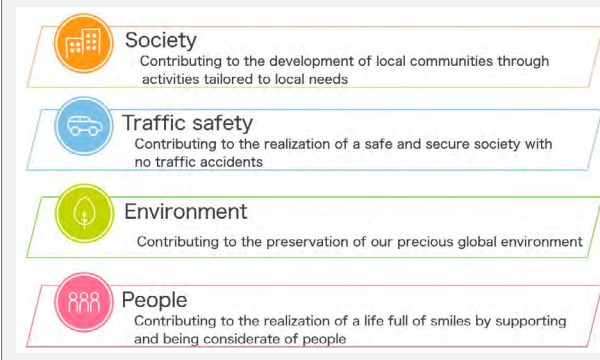 Society
Contributing to the development of local communities through
activities tailored to local needs
Traffic safety
Contributing to the realization of a safe and secure society with
no traffic accidents
Environment
Contributing to the preservation of our precious global environment
People
Contributing to the realization of a life full of smiles by supporting
and being considerate of people